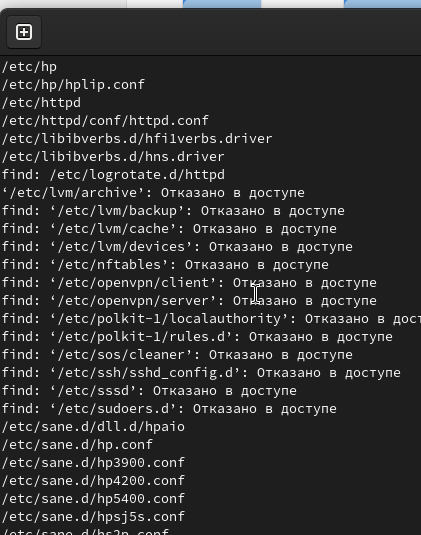 /etc/hp
/etc/hp/hplip.conf
/etc/httpd
/etc/httpd/conf/httpd.conf
/etc/libibverbs.d/hfi1verbs.driver
/etc/libibverbs.d/hns.driver
find: /etc/logrotate.d/httpd
‘/etc/lvm/archive’: Отказано в доступе
find: ‘/etc/lvm/backup’: Отказано в доступе
find: ‘/etc/lvm/cache’: Отказано в доступе
find: ‘/etc/lvm/devices’: Отказано в доступе
find: ‘/etc/nftables’: Отказано в доступе
find: ‘/etc/openvpn/client’: Отказано в доступе
find: ‘/etc/openvpn/server’: Отказано в доступе
find: ‘/etc/polkit-1/localauthority’: Отказано в дост
find: ‘/etc/polkit-1/rules.d’: Отказано в доступе
find: ‘/etc/sos/cleaner’: Отказано в доступе
find: ‘/etc/ssh/sshd_config.d’: Отказано в доступе
find: ‘/etc/sssd’: Отказано в доступе
find: ‘/etc/sudoers.d’: Отказано в доступе
/etc/sane.d/dll.d/hpaio
/etc/sane.d/hp.conf
/etc/sane.d/hp3900.conf
/etc/sane.d/hp4200.conf
/etc/sane.d/hp5400.conf
/etc/sane.d/hpsj5s.conf
/etc/sane.d/hs2p.conf